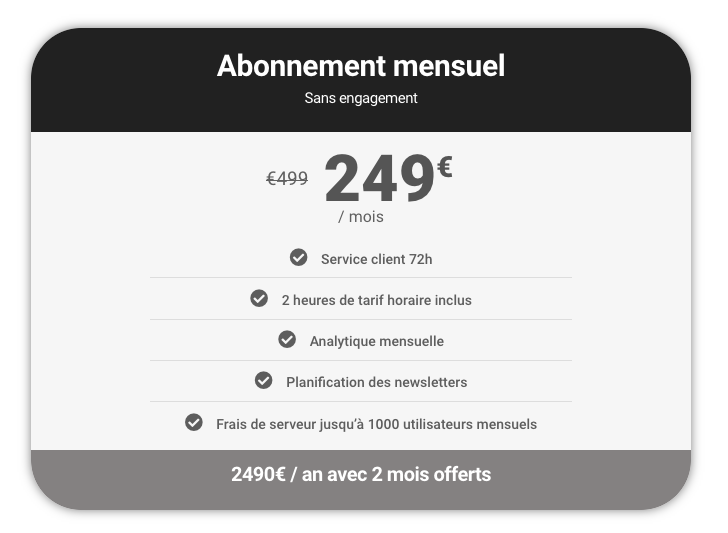 Abonnement mensuel
Sans engagement
€499 249€
/ mois
Service client 72h
2 heures de tarif horaire inclus
Analytique mensuelle
Planification des newsletters
Frais de serveur jusqu'à 1000 utilisateurs mensuels
2490€ / an avec 2 mois offerts